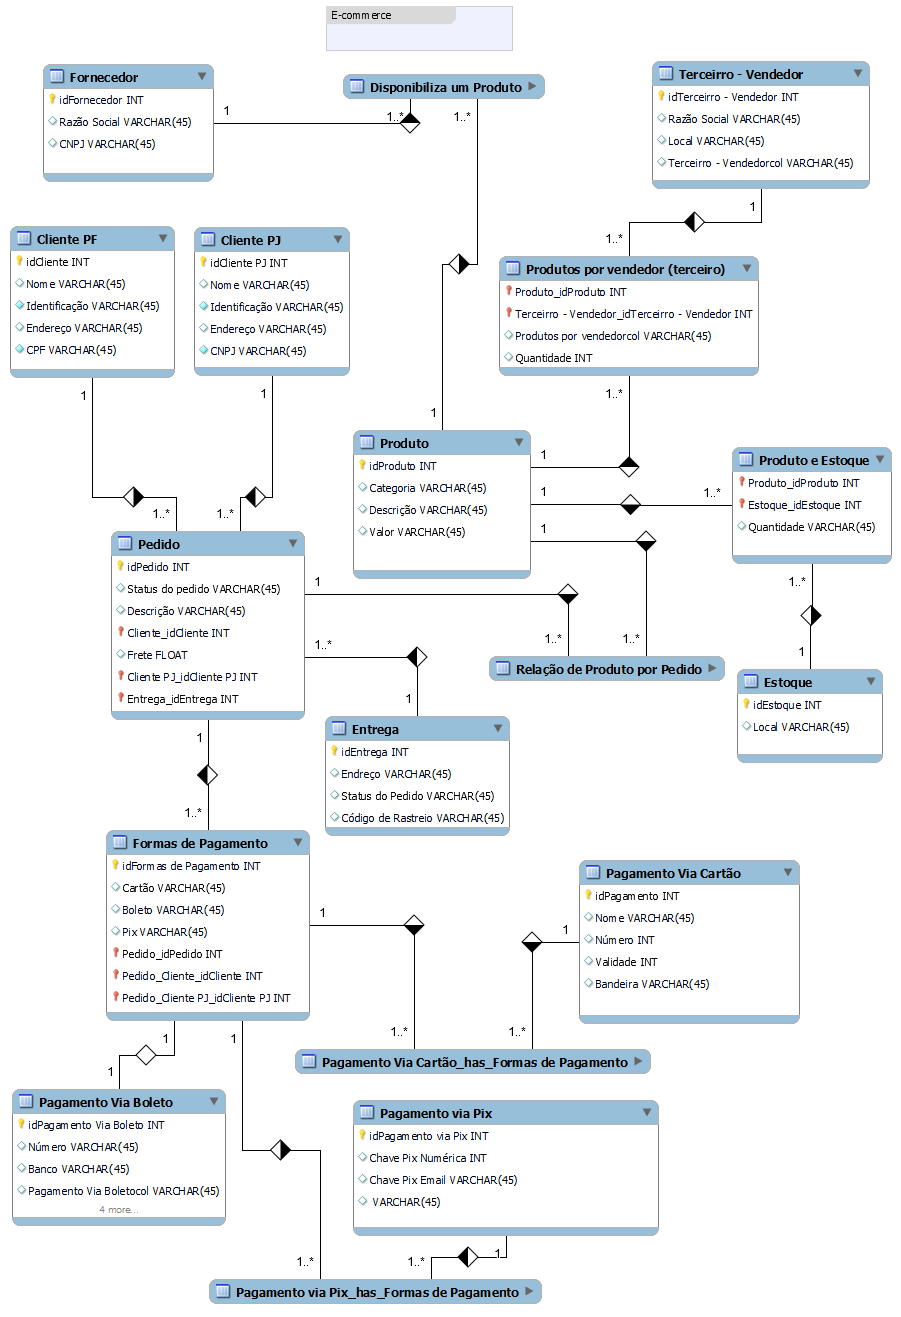 E-commerce
Fornecedor
idFornecedor INT
Razão Social VARCHAR(45)
CNPJ VARCHAR(45)
1
1..*
Disponibiliza um Produto
1..*
Terceirro - Vendedor
idTerceirro - Vendedor INT
Razão Social VARCHAR(45)
Local VARCHAR(45)
Terceirro - Vendedorcol VARCHAR(45)
1
1..*
Cliente PF
idCliente INT
Nome VARCHAR(45)
Identificação VARCHAR(45)
Endereço VARCHAR(45)
CPF VARCHAR(45)
1
1..*
Cliente PJ
idCliente PJ INT
Nome VARCHAR(45)
Identificação VARCHAR(45)
Endereço VARCHAR(45)
CNPJ VARCHAR(45)
1
1..*
Produtos por vendedor (terceiro)
Produto_idProduto INT
Terceirro - Vendedor_idTerceirro - Vendedor INT
Produtos por vendedorcol VARCHAR(45)
Quantidade INT
1..*
1
Produto
idProduto INT
Categoria VARCHAR(45)
Descrição VARCHAR(45)
Valor VARCHAR(45)
1
1
1
1..*
Produto e Estoque
Produto_idProduto INT
Estoque_idEstoque INT
Quantidade VARCHAR(45)
1..*
1
Pedido
idPedido INT
Status do pedido VARCHAR(45)
Descrição VARCHAR(45)
Cliente_idCliente INT
Frete FLOAT
Cliente PJ_idCliente PJ INT
Entrega_idEntrega INT
1
1..*
1..*
1..*
1
Relação de Produto por Pedido
Estoque
idEstoque INT
Local VARCHAR(45)
Entrega
idEntrega INT
Endreço VARCHAR(45)
Status do Pedido VARCHAR(45)
Código de Rastreio VARCHAR(45)
1
1..*
Formas de Pagamento
idFormas de Pagamento INT
Cartão VARCHAR(45)
Boleto VARCHAR(45)
Pix VARCHAR(45)
Pedido_idPedido INT
Pedido_Cliente_idCliente INT
Pedido_Cliente PJ_idCliente PJ INT
1
1..*
Pagamento Via Cartão
idPagamento INT
Nome VARCHAR(45)
Número INT
Validade INT
Bandeira VARCHAR(45)
1
1..*
Pagamento Via Cartão_has_Formas de Pagamento
1
1
1
Pagamento Via Boleto
idPagamento Via Boleto INT
Número VARCHAR(45)
Banco VARCHAR(45)
Pagamento Via Boletocol VARCHAR(45)
4 more...
Pagamento via Pix
idPagamento via Pix INT
Chave Pix Numérica INT
Chave Pix Email VARCHAR(45)
VARCHAR(45)
1..*
1..*
1
Pagamento via Pix_has_Formas de Pagamento